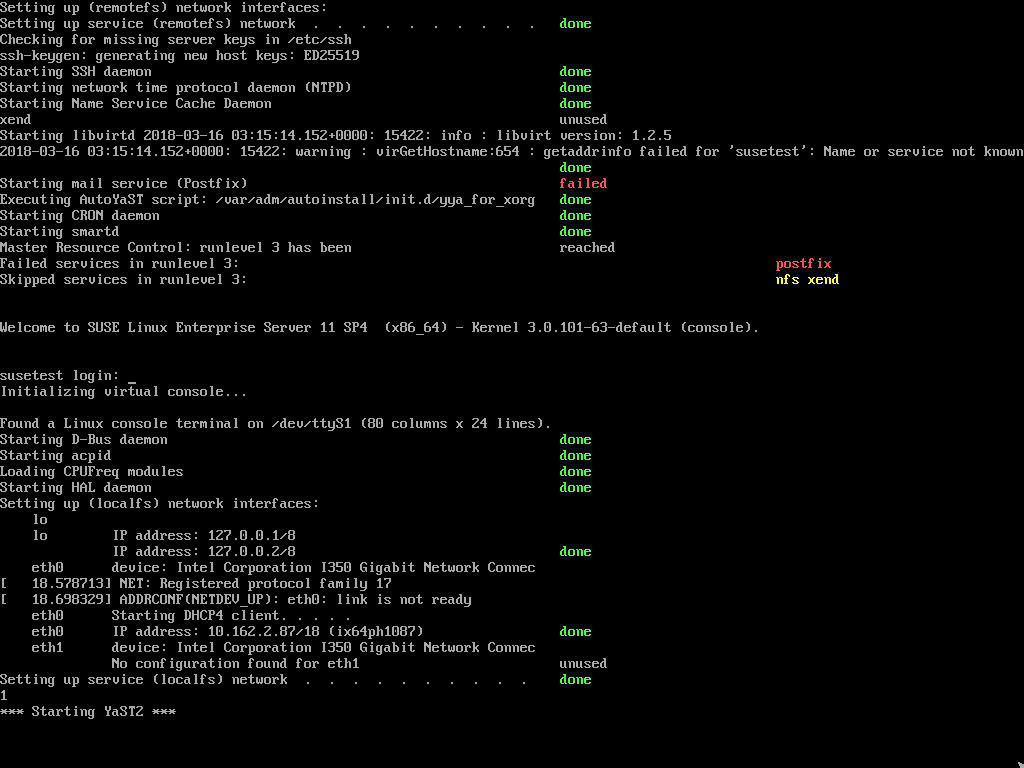 Setting up (remotefs) network interfaces:
Setting up service (remotefs) network  .  .  .  .  .  .  .  .  .  .   done
Checking for missing server keys in /etc/ssh
ssh-keygen: generating new host keys: ED25519
Starting SSH daemon                                                   done
Starting network time protocol daemon (NTPD)                          done
Starting Name Service Cache Daemon                                    done
xend                                                                  unused
Starting libvirtd 2018-03-16 03:15:14.152+0000: 15422: info : libvirt version: 1.2.5
2018-03-16 03:15:14.152+0000: 15422: warning : virGetHostname:654 : getaddrinfo failed for 'susetest': Name or service not known
                                                                      done
Starting mail service (Postfix)                                       failed
Executing AutoYaST script: /var/adm/autoinstall/init.d/yya_for_xorg   done
Starting CRON daemon                                                  done
Starting smartd                                                       done
Master Resource Control: runlevel 3 has been                          reached
Failed services in runlevel 3:                                                                   postfix
Skipped services in runlevel 3:                                                                  nfs xend
Welcome to SUSE Linux Enterprise Server 11 SP4  (x86_64) - Kernel 3.0.101-63-default (console).
susetest login: _
Initializing virtual console...
Found a Linux console terminal on /dev/ttyS1 (80 columns x 24 lines).
Starting D-Bus daemon                                                 done
Starting acpid                                                        done
Loading CPUFreq modules                                               done
Starting HAL daemon                                                   done
Setting up (localfs) network interfaces:
    lo
    lo        IP address: 127.0.0.1/8
              IP address: 127.0.0.2/8                                 done
    eth0      device: Intel Corporation I350 Gigabit Network Connec
[   18.578713] NET: Registered protocol family 17
[   18.698329] ADDRCONF(NETDEV_UP): eth0: link is not ready
    eth0      Starting DHCP4 client. . . . .
    eth0      IP address: 10.162.2.87/18 (ix64ph1087)                 done
    eth1      device: Intel Corporation I350 Gigabit Network Connec
              No configuration found for eth1                         unused
Setting up service (localfs) network  .  .  .  .  .  .  .  .  .  .    done
1
*** Starting YaST2 ***